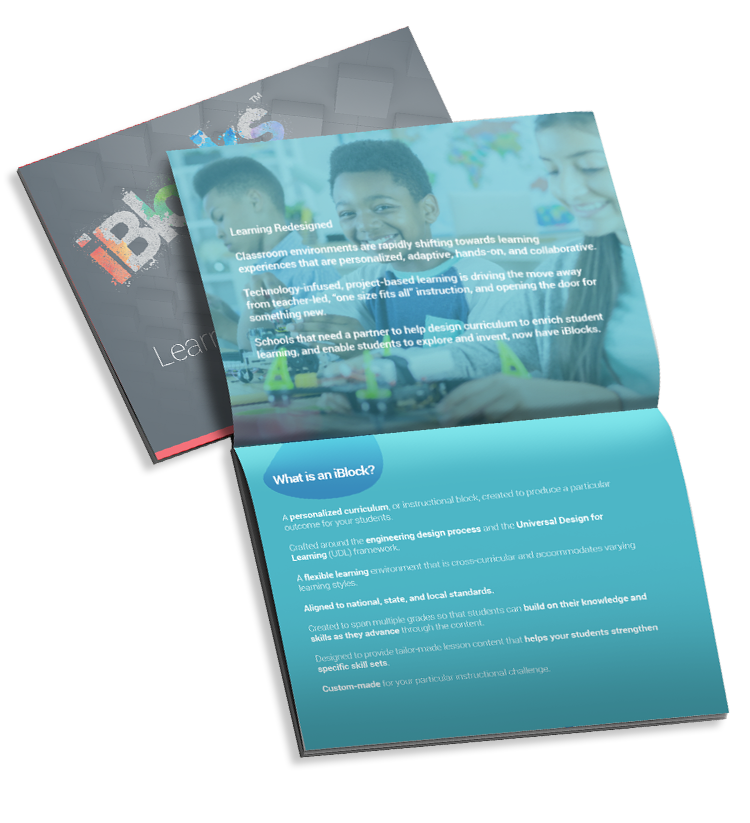 iBlocks™
Lear
Learning Redesigned
Classroom environments are rapidly shifting towards learning
experiences that are personalized, adaptive, hands-on, and collaborative.
Technology-infused, project-based learning is driving the move away
from teacher-led, "one size fits all" instruction, and opening the door for
something new.
Schools that need a partner to help design curriculum to enrich student
learning, and enable students to explore and invent, now have iBlocks.
What is an iBlock?
A personalized curriculum, or instructional block, created to produce a particular
outcome for your students.
Crafted around the engineering design process and the Universal Design for
Learning (UDL) framework.
A flexible learning environment that is cross-curricular and accommodates varying
learning styles.
Aligned to national, state, and local standards.
Created to span multiple grades so that students can build on their knowledge and
skills as they advance through the content.
Designed to provide tailor-made lesson content that helps your students strengthen
specific skill sets.
Custom-made for your particular instructional challenge.